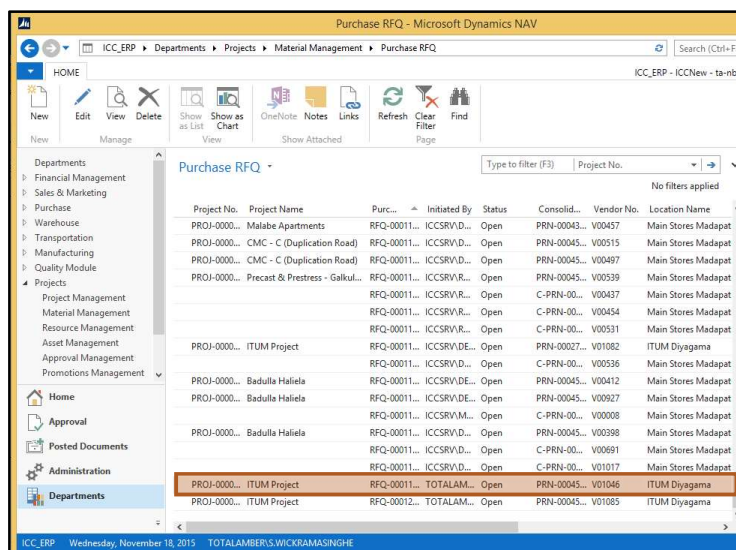 Purchase RFQ - Microsoft Dynamics NAV
ICC_ERP Departments Projects Material Management Purchase RFQ
Search (Ctrl+F
HOME
ICC_ERP - ICCNew - ta-nb
New Edit View Delete Show as List Show as Chart OneNote Notes Links Refresh Clear Filter Find
New Manage View Show Attached Page
Departments
Financial Management
Sales & Marketing
Purchase
Warehouse
Transportation
Manufacturing
Quality Module
Projects
Project Management
Material Management
Resource Management
Asset Management
Approval Management
Promotions Management
Home
Approval
Posted Documents
Administration
Departments
Purchase RFQ
Type to filter (F3) Project No.
No filters applied
Project No. Project Name Purc... Initiated By Status Consolid... Vendor No. Location Name
PROJ-0000... Malabe Apartments RFQ-00011... ICCSRV\D... Open PRN-00043... V00457 Main Stores Madapat
PROJ-0000... CMC - C (Duplication Road) RFQ-00011... ICCSRV\D... Open PRN-00045... V00515 Main Stores Madapat
PROJ-0000... CMC - C (Duplication Road) RFQ-00011... ICCSRV\D... Open PRN-00045... V00497 Main Stores Madapat
PROJ-0000... Precast & Prestress - Galkul... RFQ-00011... ICCSRV\R... Open PRN-00045... V00539 Main Stores Madapat
RFQ-00011... ICCSRV\R... Open C-PRN-00... V00437 Main Stores Madapat
RFQ-00011... ICCSRV\R... Open C-PRN-00... V00454 Main Stores Madapat
RFQ-00011... ICCSRV\R... Open C-PRN-00... V00531 Main Stores Madapat
PROJ-0000... ITUM Project RFQ-00011... ICCSRV\DE... Open PRN-00027... V01082 ITUM Diyagama
RFQ-00011... ICCSRV\D... Open C-PRN-00... V00536 Main Stores Madapat
PROJ-0000... Badulla Haliela RFQ-00011... ICCSRV\DE... Open PRN-00045... V00412 Main Stores Madapat
PROJ-0000... Badulla Haliela RFQ-00011... ICCSRV\DE... Open PRN-00045... V00927 Main Stores Madapat
RFQ-00011... ICCSRV\M... Open C-PRN-00... V00008 Main Stores Madapat
PROJ-0000... Badulla Haliela RFQ-00011... ICCSRV\D... Open PRN-00045... V00398 Main Stores Madapat
RFQ-00011... ICCSRV\D... Open C-PRN-00... V00691 Main Stores Madapat
RFQ-00011... ICCSRV\D... Open C-PRN-00... V01017 Main Stores Madapat
PROJ-0000... ITUM Project RFQ-00011... TOTALAM... Open PRN-00045... V01046 ITUM Diyagama
PROJ-0000... ITUM Project RFQ-00012... TOTALAM... Open PRN-00045... V01085 ITUM Diyagama
ICC_ERP Wednesday, November 18, 2015 TOTALAMBER\S.WICKRAMASINGHE